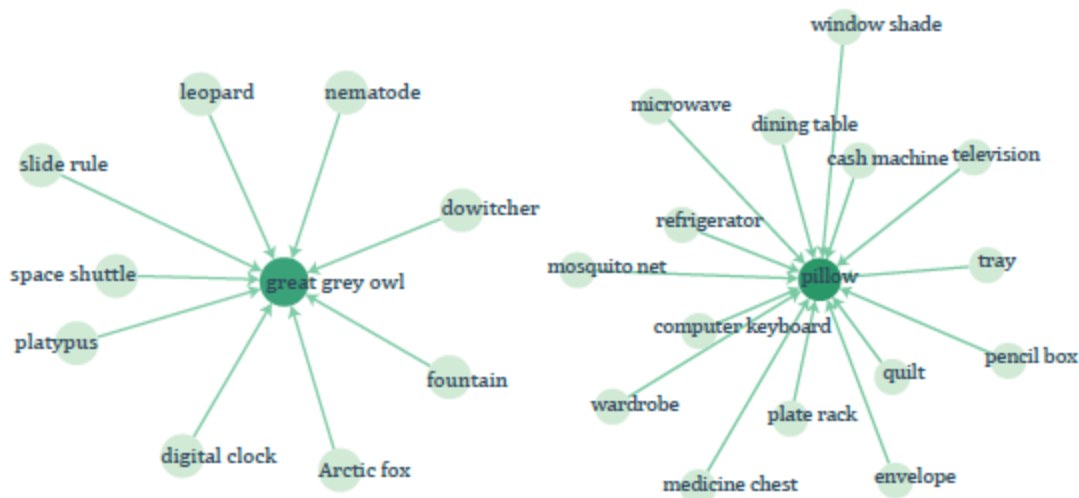 leopard
nematode
slide rule
dowitcher
space shuttle
great grey owl
platypus
fountain
digital clock
Arctic fox
window shade
microwave
dining table
cash machine
television
refrigerator
mosquito net
pillow
tray
computer keyboard
pencil box
quilt
wardrobe
plate rack
medicine chest
envelope